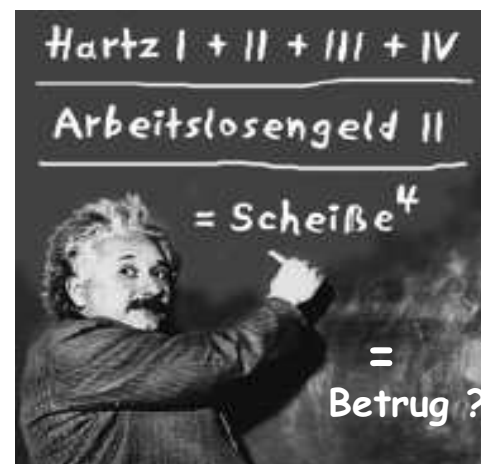 Hartz I + II + III + IV
Arbeitslosengeld II
= Scheiße⁴
=
Betrug ?